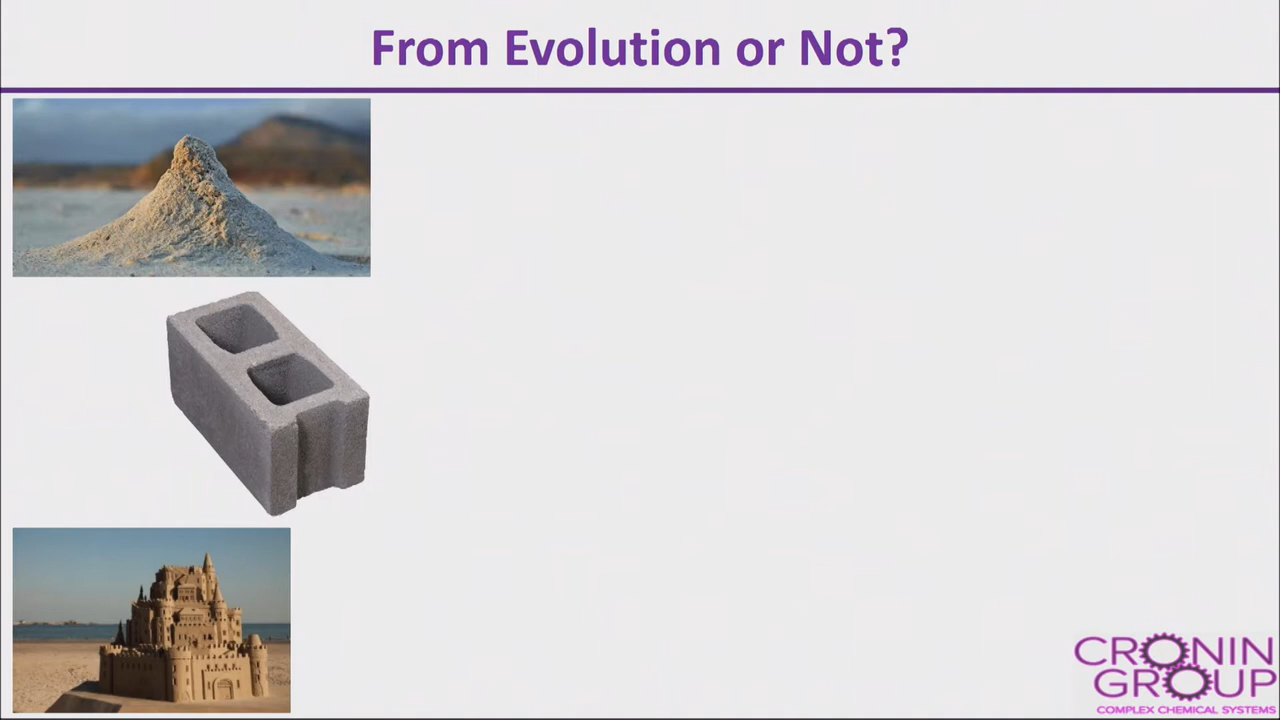 From Evolution or Not?
CRONIN
GROUP
COMPLEX CHEMICAL SYSTEMS